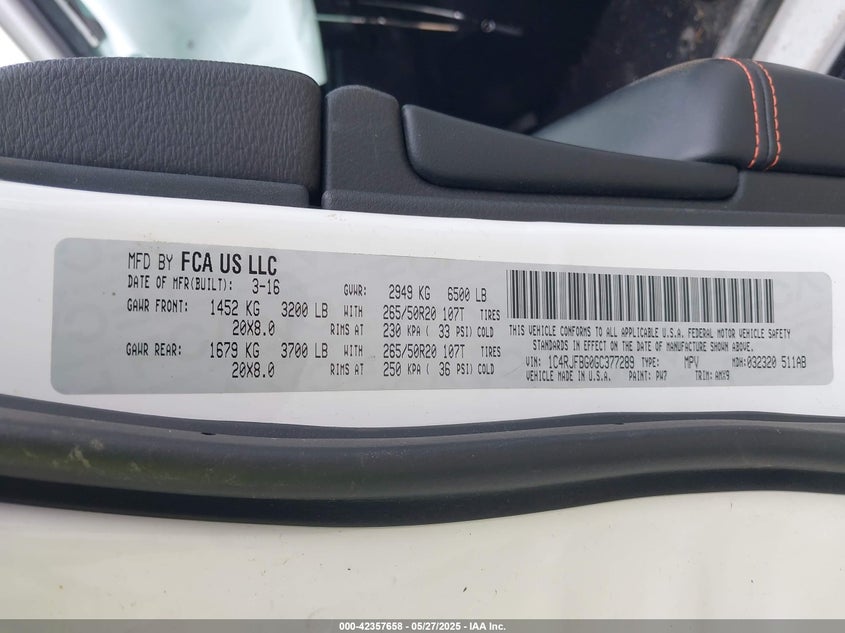 MFD BY FCA US LLC
DATE OF MFR(BUILT): 3-16 GVWR: 2949 KG 6500 LB
GAWR FRONT: 1452 KG 3200 LB WITH 265/50R20 107T TIRES
20X8.0 RIMS AT 230 KPA ( 33 PSI) COLD
GAWR REAR: 1679 KG 3700 LB WITH 265/50R20 107T TIRES
20X8.0 RIMS AT 250 KPA ( 36 PSI) COLD
THIS VEHICLE CONFORMS TO ALL APPLICABLE U.S.A. FEDERAL MOTOR VEHICLE SAFETY
STANDARDS IN EFFECT ON THE DATE OF MANUFACTURE SHOWN ABOVE.
VIN: 1C4RJFBG0GC377289 TYPE: MPV MDH:032320 511AB
VEHICLE MADE IN U.S.A. PAINT: PW7 TRIM: AMX9
000-42357658 - 05/27/2025 - IAA Inc.